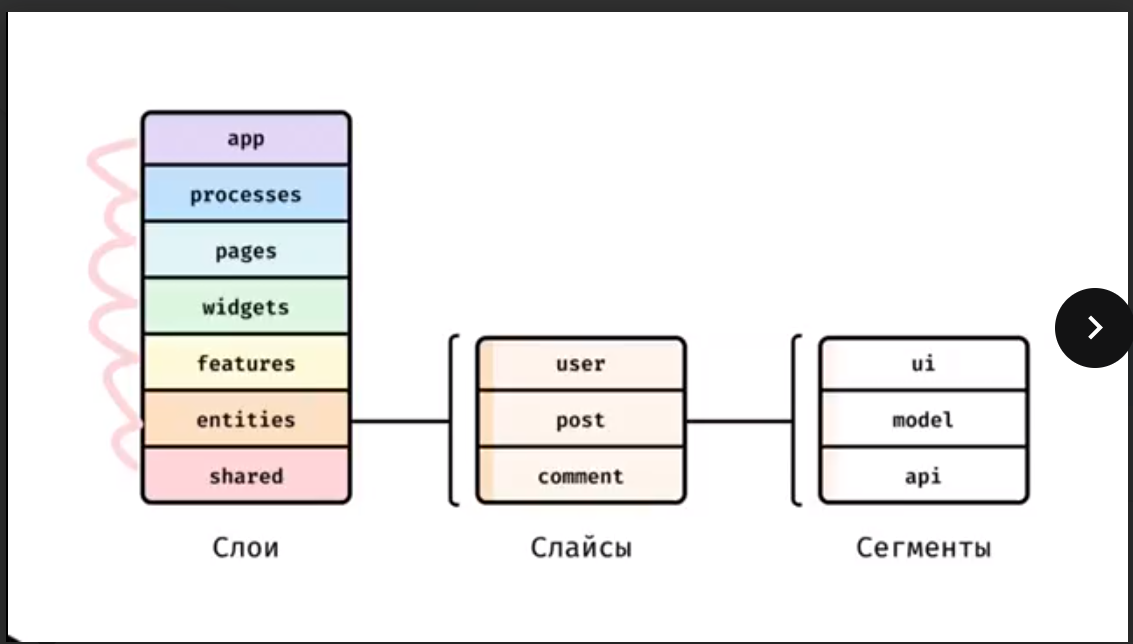 app
processes
pages
widgets
features
entities
shared
Слои
user
post
comment
Слайсы
ui
model
api
Сегменты